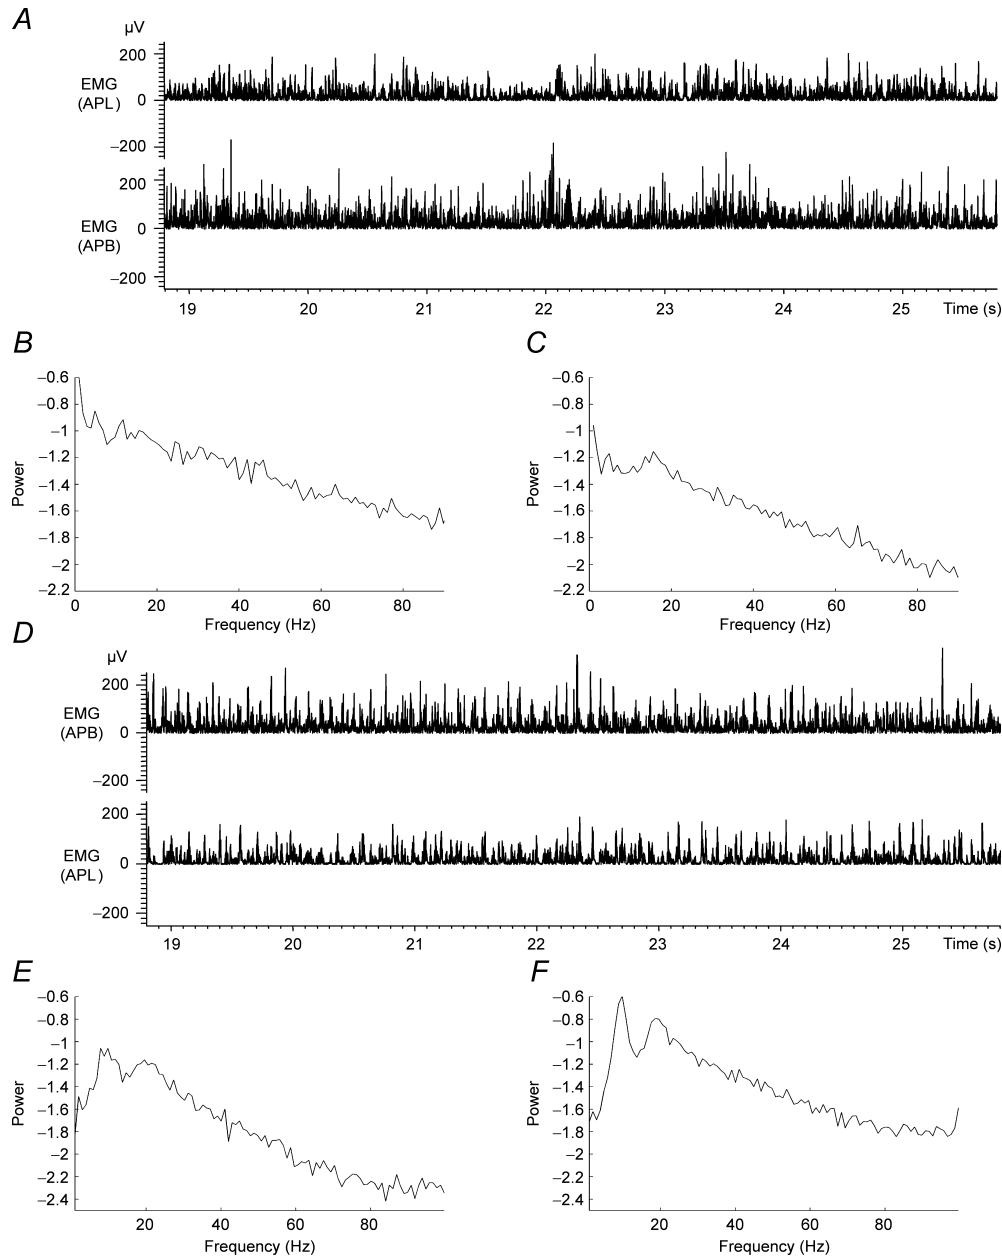 A
µV
200
EMG
(APL)
0
–200
200
EMG
(APB)
0
–200
19 20 21 22 23 24 25 Time (s)
B
–0.6
–0.8
–1
–1.2
–1.4
–1.6
–1.8
–2
–2.2
Power
0 20 40 60 80
Frequency (Hz)
C
–0.6
–0.8
–1
–1.2
–1.4
–1.6
–1.8
–2
–2.2
Power
0 20 40 60 80
Frequency (Hz)
D
µV
200
EMG
(APB)
0
–200
200
EMG
(APL)
0
–200
19 20 21 22 23 24 25 Time (s)
E
–0.6
–0.8
–1
–1.2
–1.4
–1.6
–1.8
–2
–2.2
–2.4
Power
20 40 60 80
Frequency (Hz)
F
–0.6
–0.8
–1
–1.2
–1.4
–1.6
–1.8
–2
–2.2
–2.4
Power
20 40 60 80
Frequency (Hz)